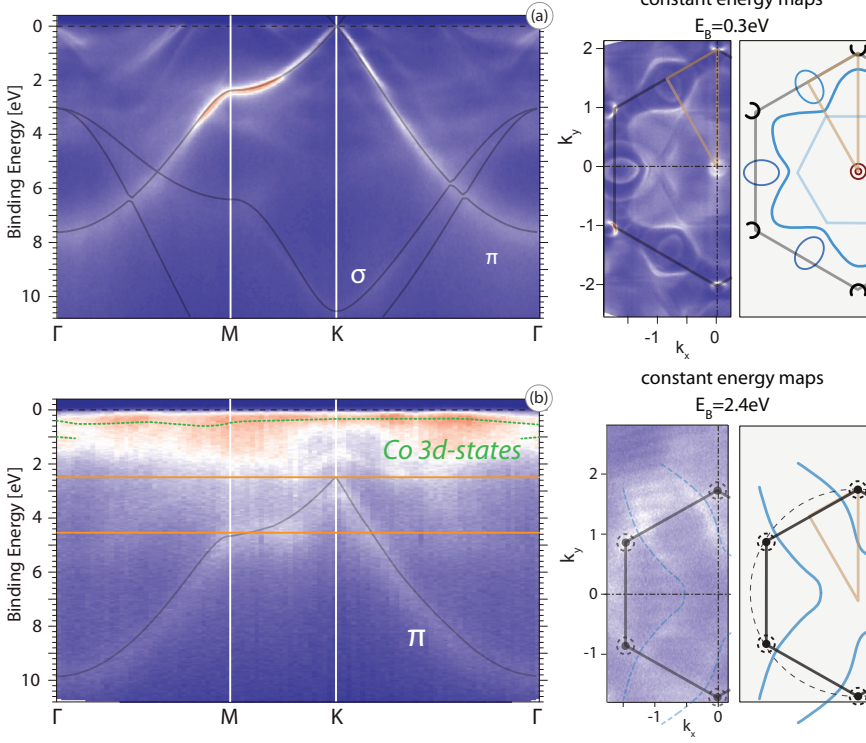 constant energy maps
E_B=0.3eV
(a)
Binding Energy [eV]
0
2
4
6
8
10
σ
π
Γ
M
K
Γ
k_y
2
1
0
-1
-2
-1
0
k_x
constant energy maps
E_B=2.4eV
(b)
Binding Energy [eV]
0
2
4
6
8
10
Co 3d-states
π
Γ
M
K
Γ
k_y
2
1
0
-1
-1
0
k_x